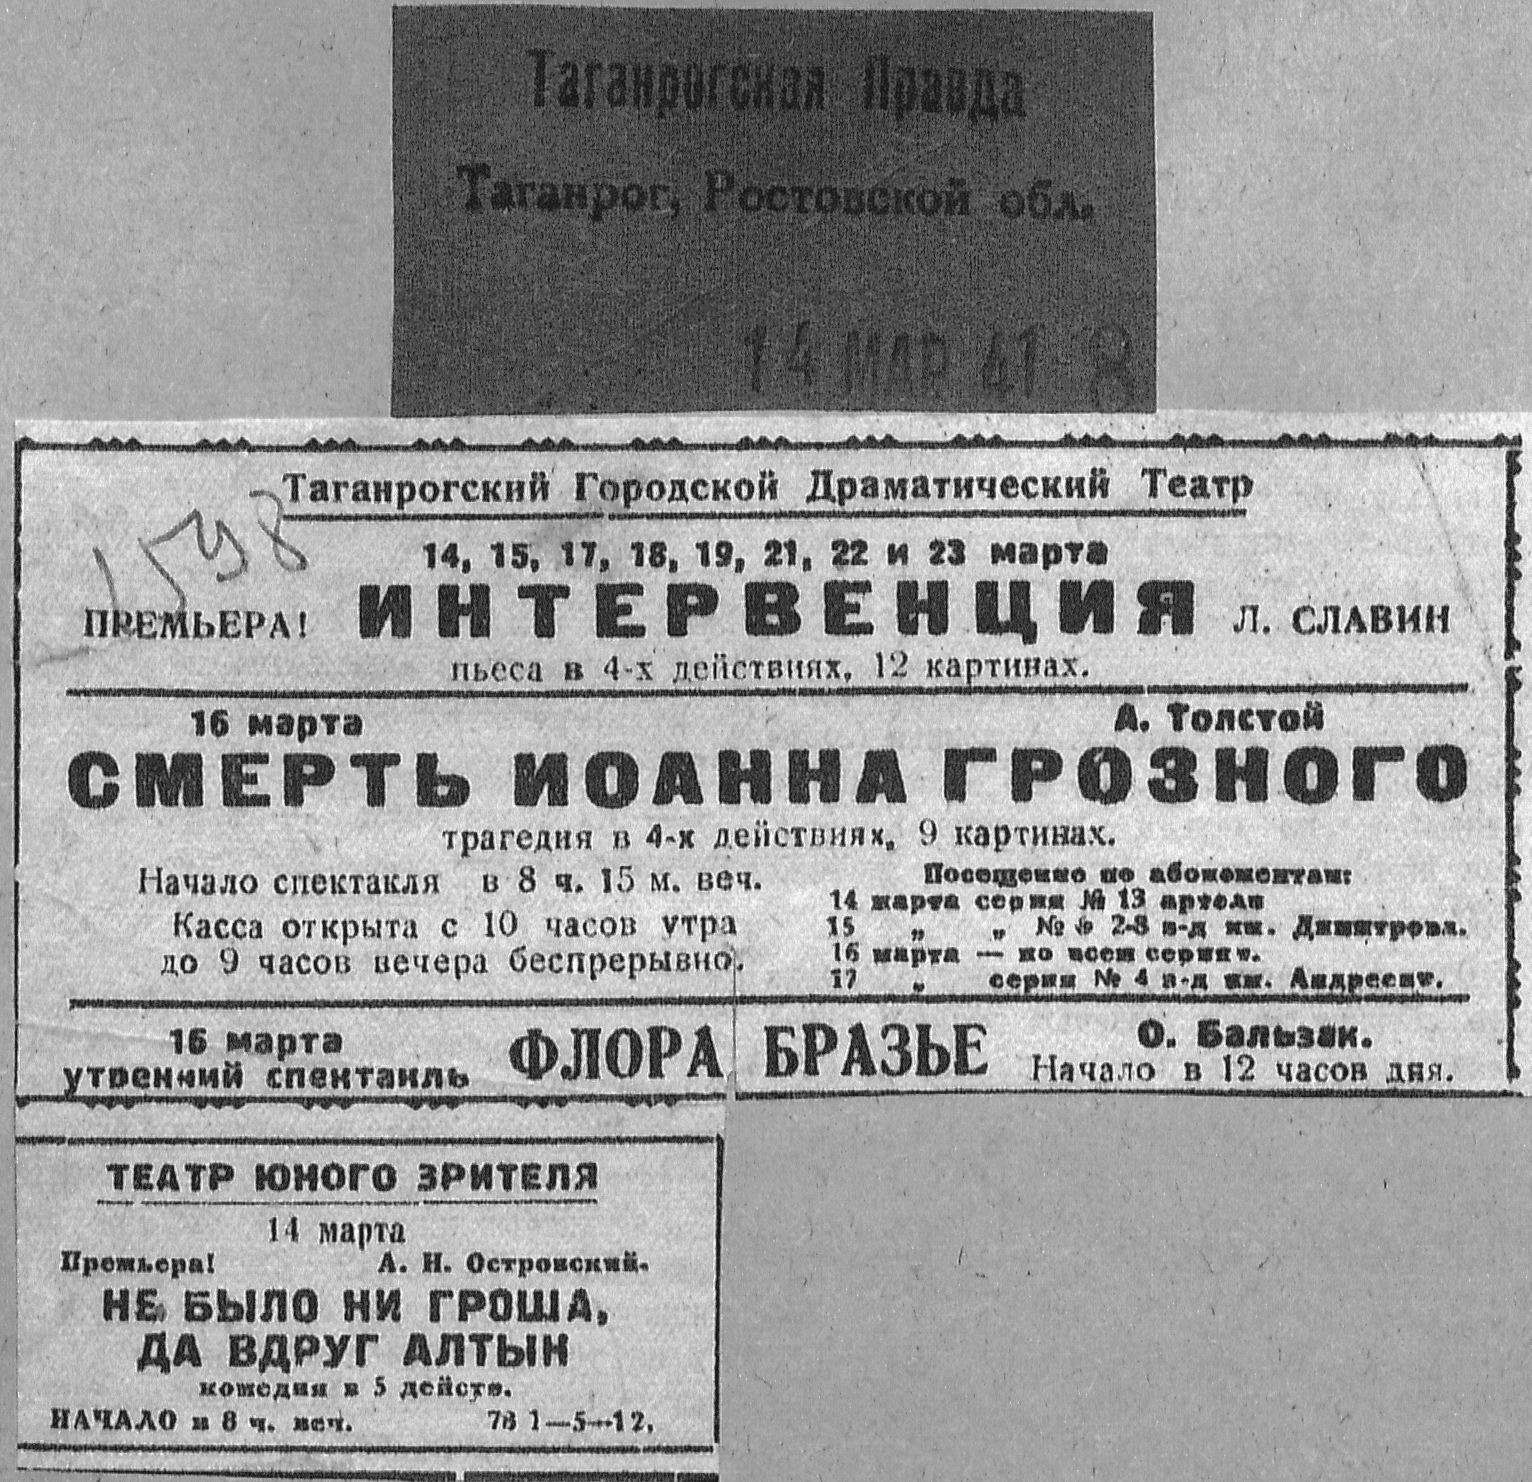 Таганрогская Правда
Таганрог, Ростовской обл.
14 МАР 41 8
1598
Таганрогский Городской Драматический Театр
14, 15, 17, 18, 19, 21, 22 и 23 марта
ПРЕМЬЕРА! ИНТЕРВЕНЦИЯ Л. СЛАВИН
пьеса в 4-х действиях, 12 картинах.
16 марта А. Толстой
СМЕРТЬ ИОАННА ГРОЗНОГО
трагедия в 4-х действиях, 9 картинах.
Начало спектакля в 8 ч. 15 м. веч.
Касса открыта с 10 часов утра
до 9 часов вечера беспрерывно.
Посещение по абонементам:
14 марта серия № 13 артели
15 „ „ №№ 2-3 з-д им. Димитрова.
16 марта — по всем сериям.
17 „ серия № 4 з-д им. Андреева.
16 марта
утренний спектакль
ФЛОРА БРАЗЬЕ
О. Бальзак.
Начало в 12 часов дня.
ТЕАТР ЮНОГО ЗРИТЕЛЯ
14 марта
Премьера! А. Н. Островский.
НЕ БЫЛО НИ ГРОША,
ДА ВДРУГ АЛТЫН
комедия в 5 действ.
НАЧАЛО в 8 ч. веч. 781—5—12.